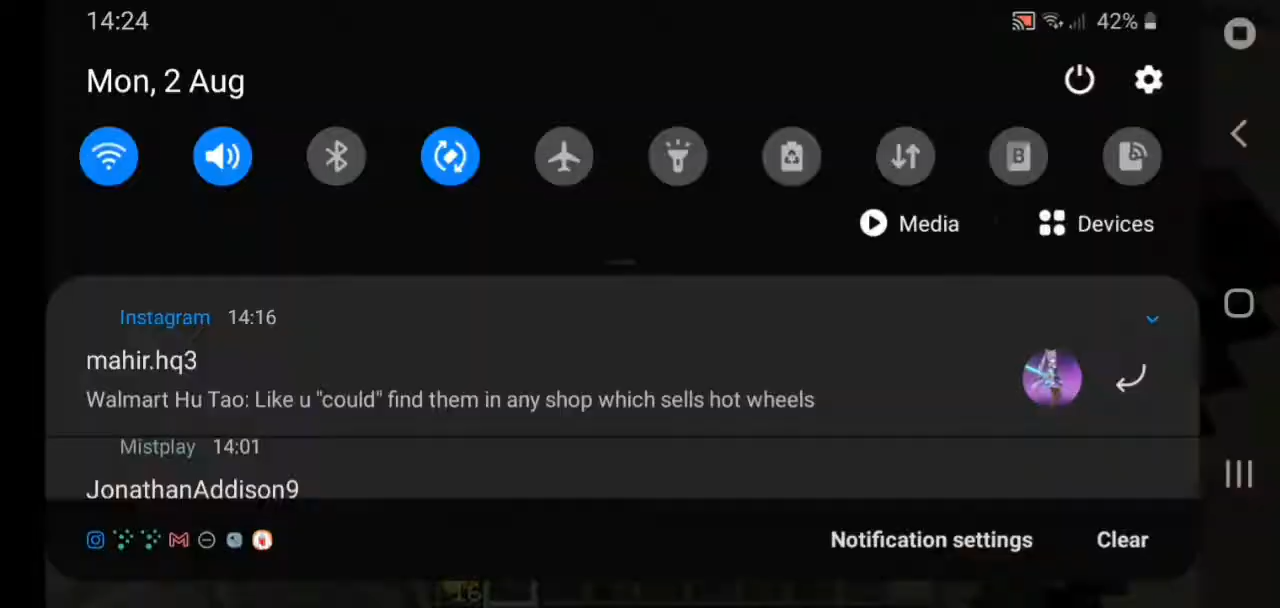 14:24
42%
Mon, 2 Aug
B
Media
Devices
Instagram 14:16
mahir.hq3
Walmart Hu Tao: Like u "could" find them in any shop which sells hot wheels
Mistplay 14:01
JonathanAddison9
Notification settings
Clear
16